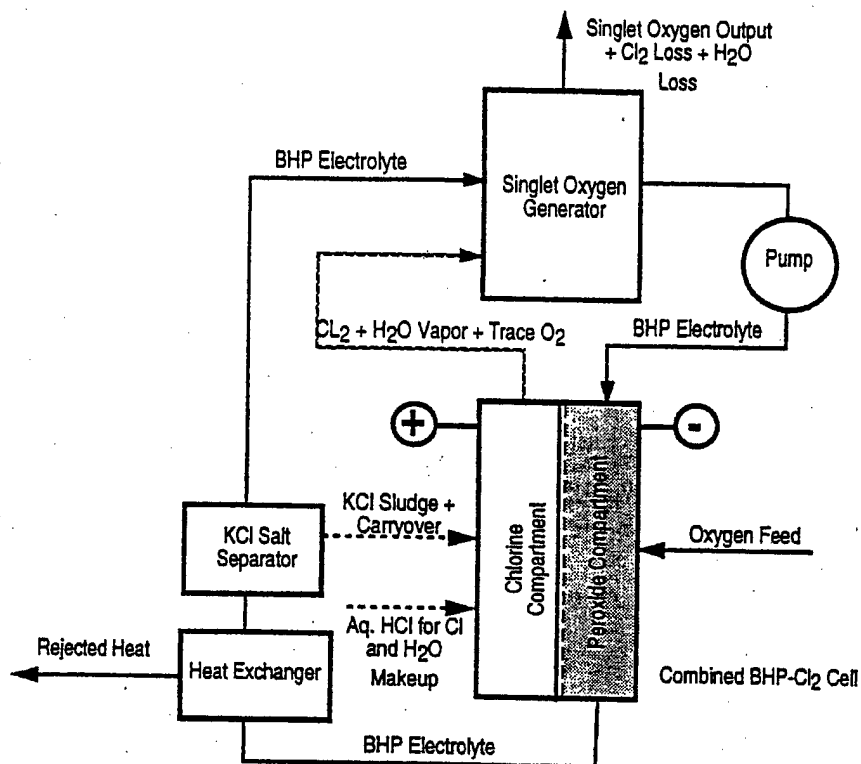 Singlet Oxygen Output
+ Cl2 Loss + H2O
Loss
BHP Electrolyte
Singlet Oxygen
Generator
Pump
CL2 + H2O Vapor + Trace O2
BHP Electrolyte
+
-
KCl Sludge +
Carryover
KCl Salt
Separator
Chlorine
Compartment
Peroxide Compartment
Oxygen Feed
Aq. HCl for Cl
and H2O
Makeup
Rejected Heat
Heat Exchanger
Combined BHP-Cl2 Cell
BHP Electrolyte